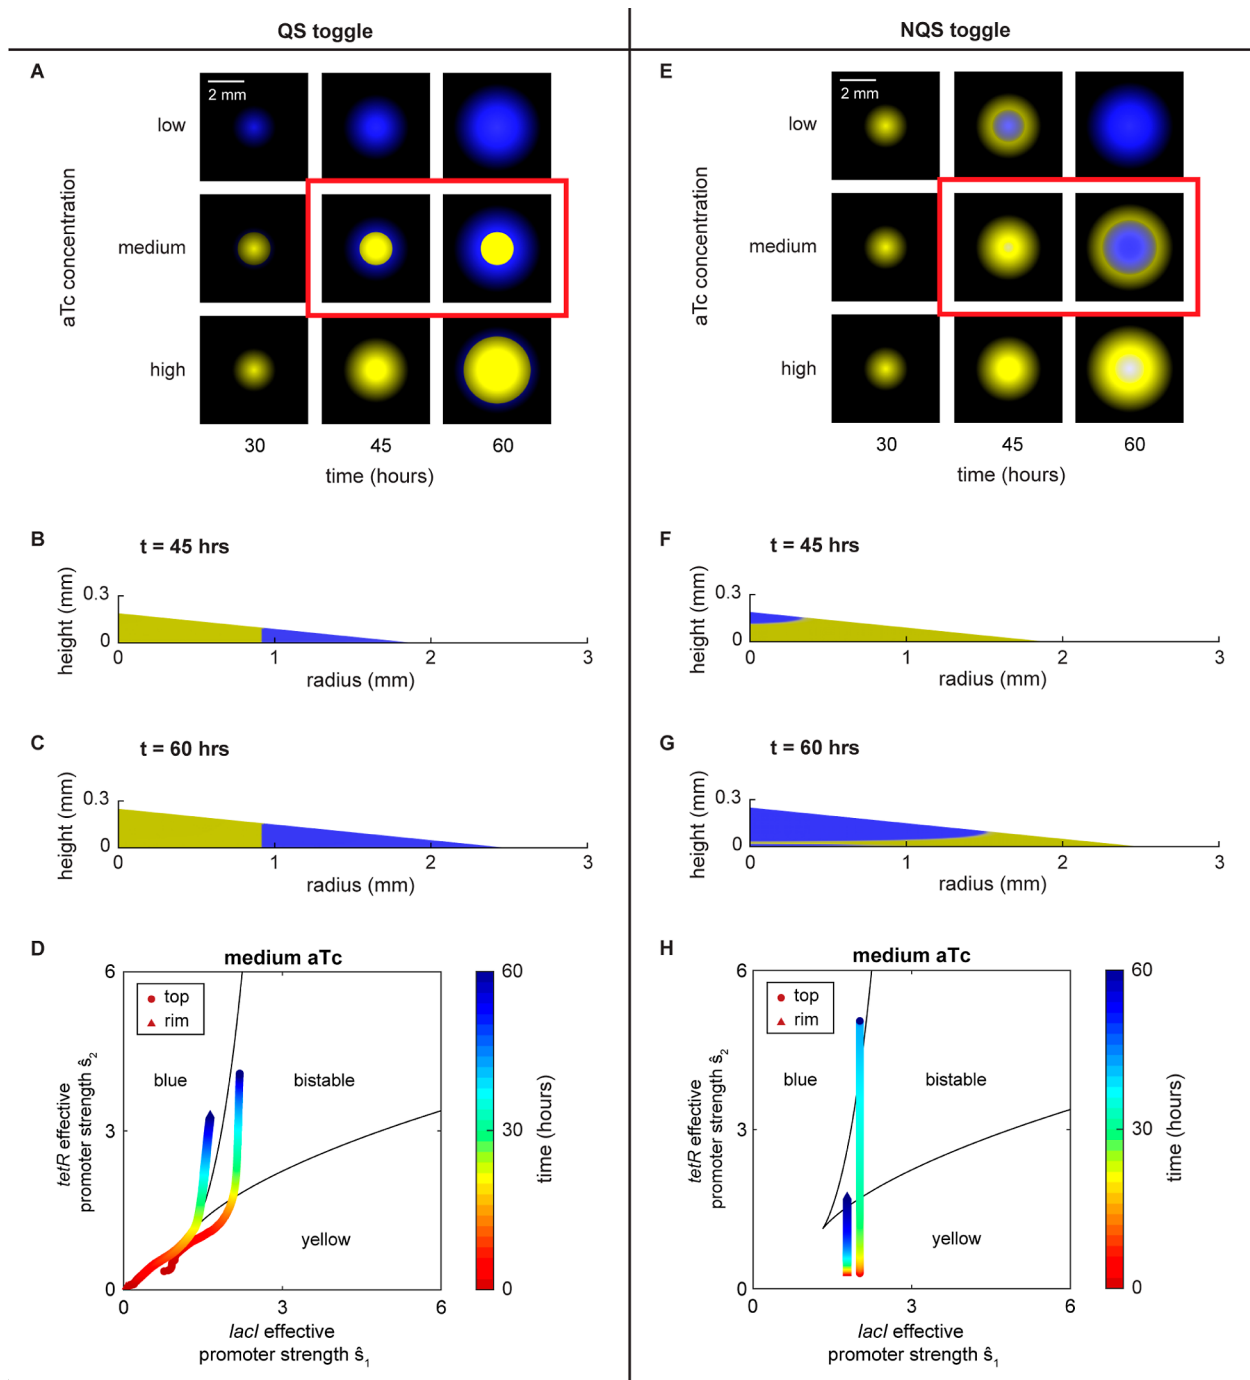 QS toggle
NQS toggle
A
2 mm
low
medium
high
aTc concentration
30
45
60
time (hours)
E
2 mm
low
medium
high
aTc concentration
30
45
60
time (hours)
B
t = 45 hrs
height (mm)
0.3
0
0
1
2
3
radius (mm)
F
t = 45 hrs
height (mm)
0.3
0
0
1
2
3
radius (mm)
C
t = 60 hrs
height (mm)
0.3
0
0
1
2
3
radius (mm)
G
t = 60 hrs
height (mm)
0.3
0
0
1
2
3
radius (mm)
D
medium aTc
6
3
0
tetR effective
promoter strength ŝ₂
top
rim
blue
bistable
yellow
0
3
6
lacI effective
promoter strength ŝ₁
60
30
0
time (hours)
H
medium aTc
6
3
0
tetR effective
promoter strength ŝ₂
top
rim
blue
bistable
yellow
0
3
6
lacI effective
promoter strength ŝ₁
60
30
0
time (hours)